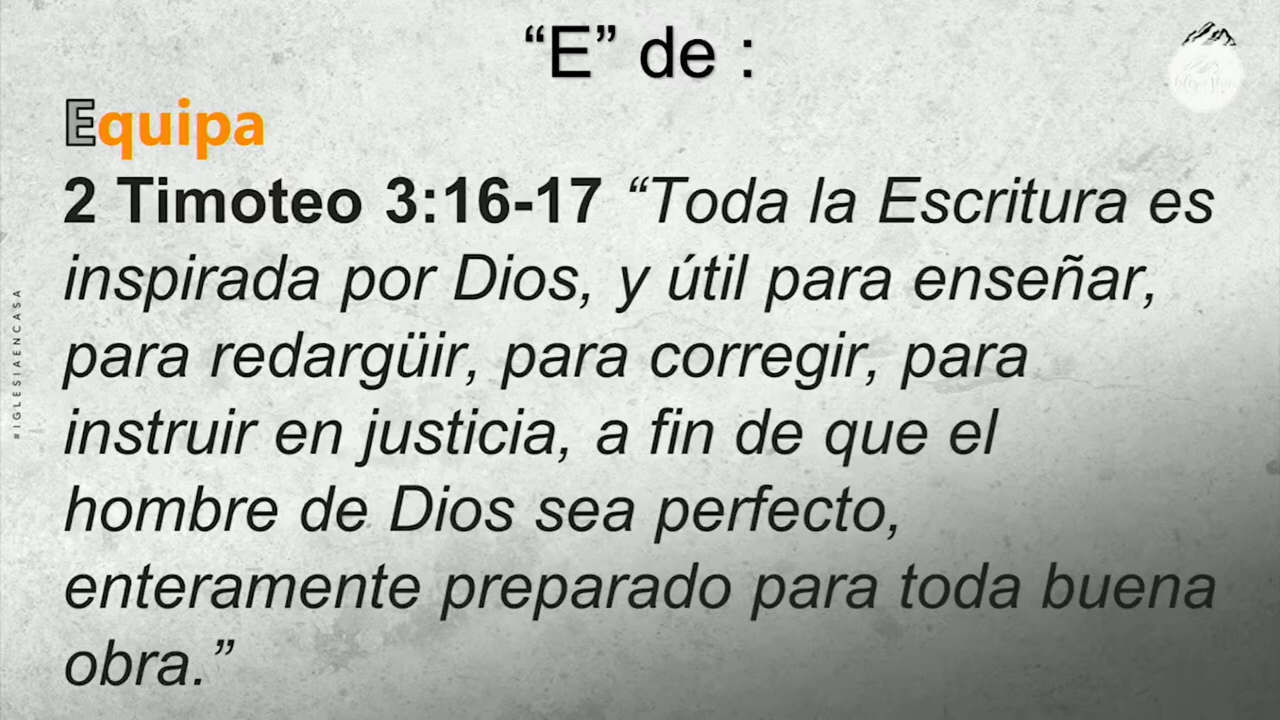 “E” de :
Equipa
2 Timoteo 3:16-17 “Toda la Escritura es
inspirada por Dios, y útil para enseñar,
para redargüir, para corregir, para
instruir en justicia, a fin de que el
hombre de Dios sea perfecto,
enteramente preparado para toda buena
obra.”
#IGLESIAENCASA